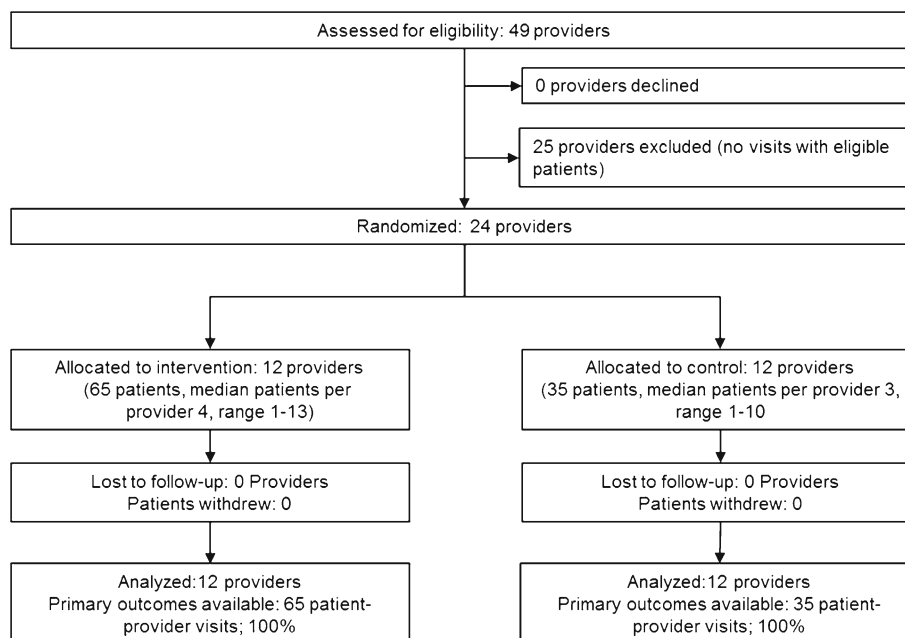 Assessed for eligibility: 49 providers
0 providers declined
25 providers excluded (no visits with eligible
patients)
Randomized: 24 providers
Allocated to intervention: 12 providers
(65 patients, median patients per
provider 4, range 1-13)
Allocated to control: 12 providers
(35 patients, median patients per provider 3,
range 1-10
Lost to follow-up: 0 Providers
Patients withdrew: 0
Lost to follow-up: 0 Providers
Patients withdrew: 0
Analyzed:12 providers
Primary outcomes available: 65 patient-
provider visits; 100%
Analyzed:12 providers
Primary outcomes available: 35 patient-
provider visits; 100%